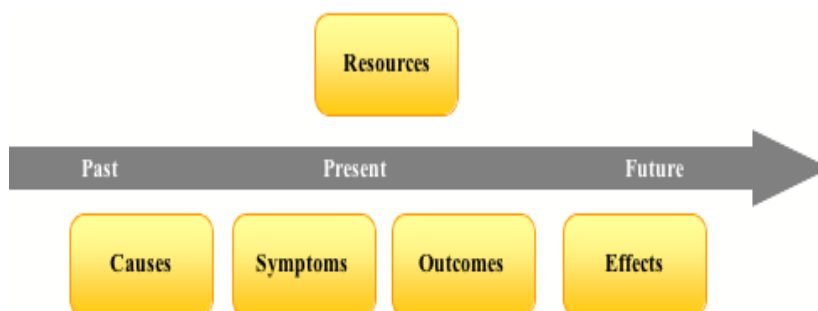 Resources
Past Present Future
Causes Symptoms Outcomes Effects